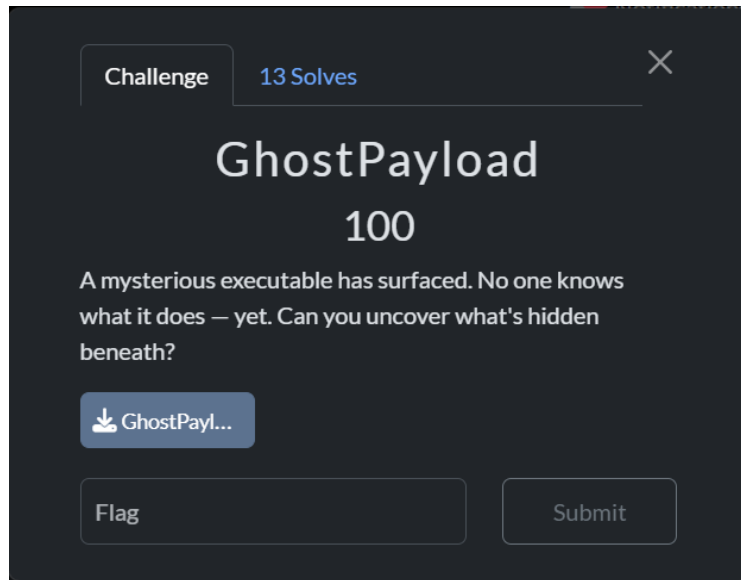 Challenge
13 Solves
GhostPayload
100
A mysterious executable has surfaced. No one knows
what it does — yet. Can you uncover what's hidden
beneath?
GhostPayl...
Flag
Submit